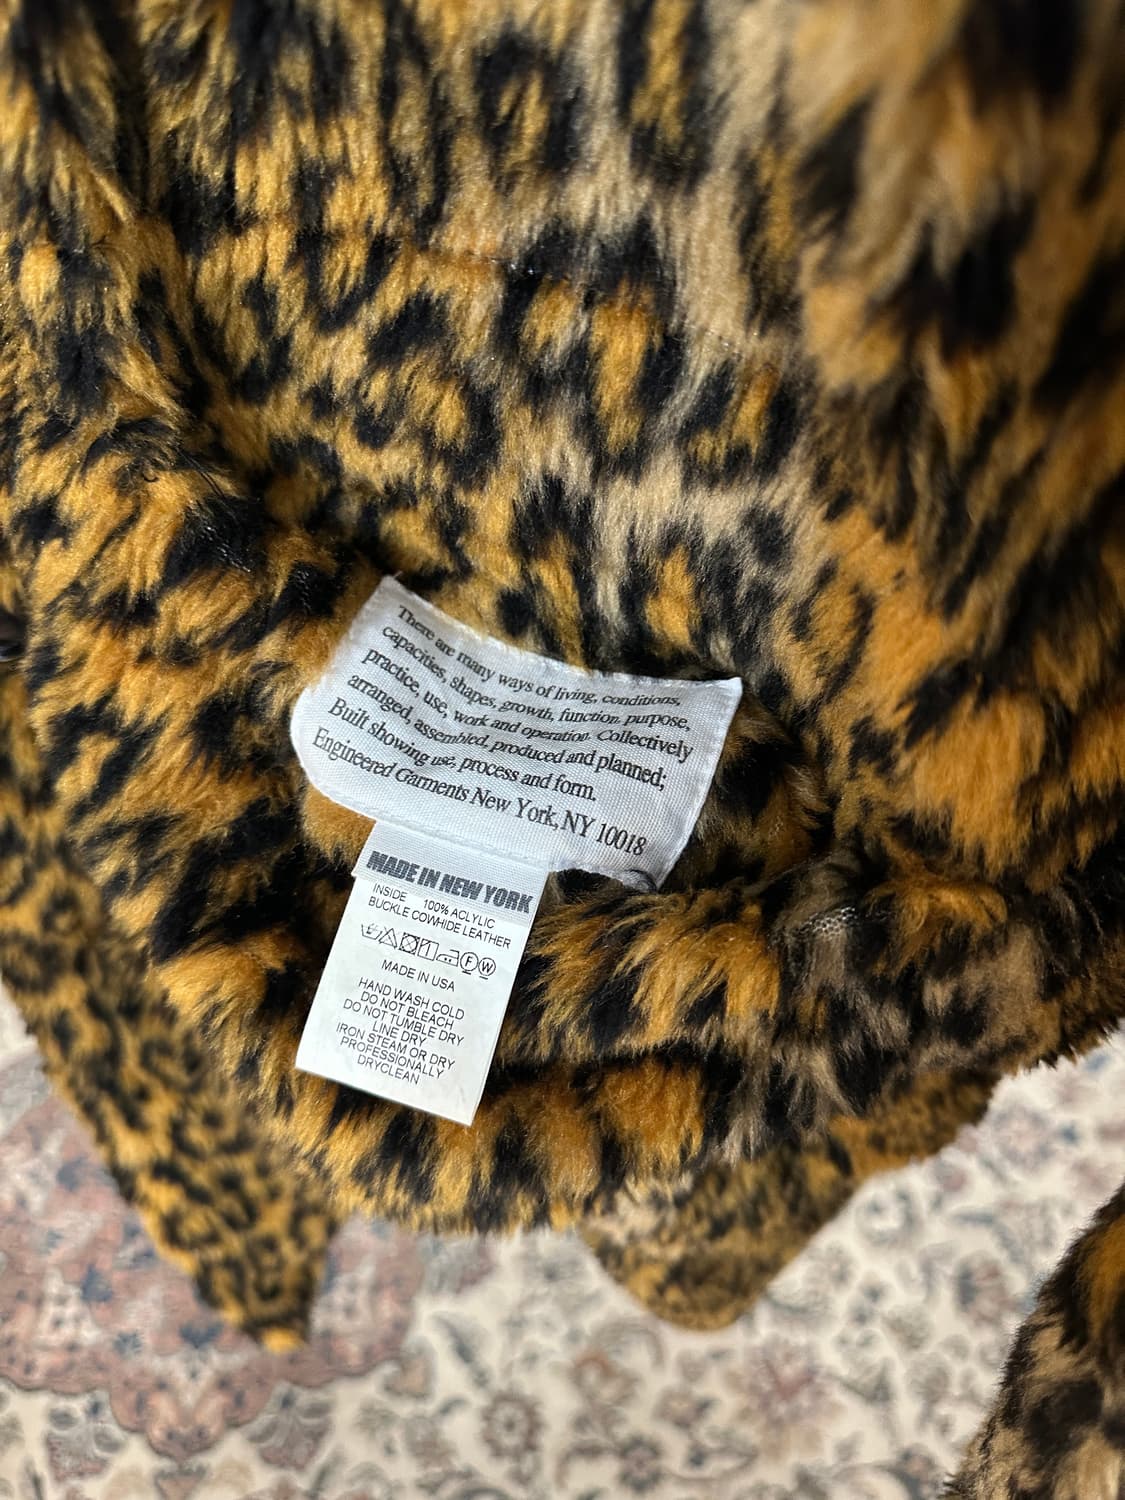 There are many ways of living, conditions,
capacities, shapes, growth, function, purpose,
practice, use, work and operation. Collectively
arranged, assembled, produced and planned;
Built showing use, process and form.
Engineered Garments New York, NY 10018
MADE IN NEW YORK
INSIDE 100% ACLYLIC
BUCKLE COWHIDE LEATHER
F W
MADE IN USA
HAND WASH COLD
DO NOT BLEACH
DO NOT TUMBLE DRY
LINE DRY
IRON STEAM OR DRY
PROFESSIONALLY
DRYCLEAN